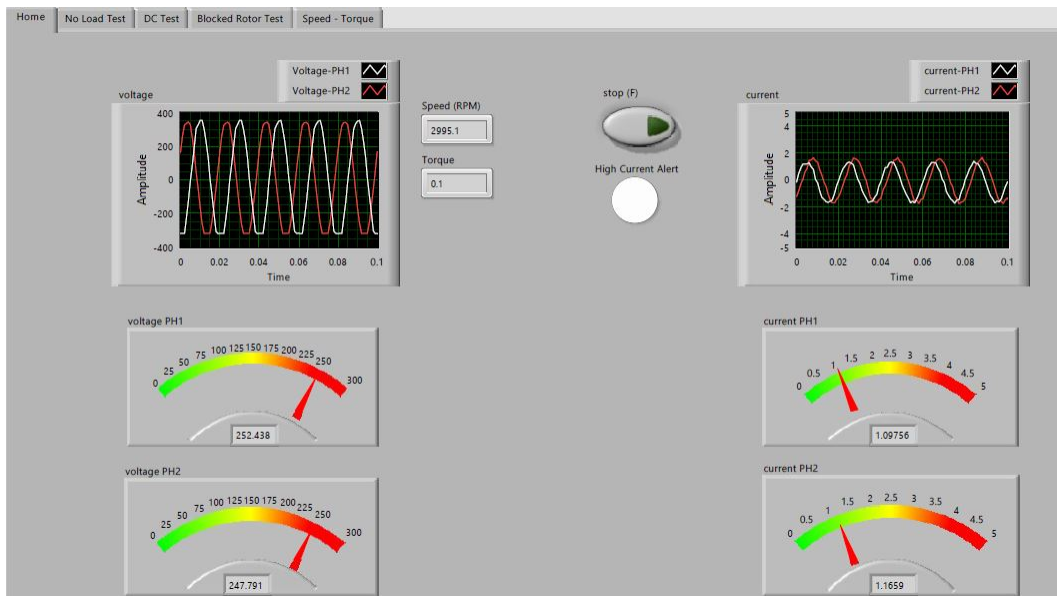 Home No Load Test DC Test Blocked Rotor Test Speed - Torque
Voltage-PH1
Voltage-PH2
voltage
Amplitude
400
200
0
-200
-400
0 0.02 0.04 0.06 0.08 0.1
Time
Speed (RPM)
2995.1
Torque
0.1
stop (F)
High Current Alert
current-PH1
current-PH2
current
Amplitude
5
4
2
0
-2
-4
-5
0 0.02 0.04 0.06 0.08 0.1
Time
voltage PH1
0 25 50 75 100 125 150 175 200 225 250 300
252.438
current PH1
0 0.5 1 1.5 2 2.5 3 3.5 4 4.5 5
1.09756
voltage PH2
0 25 50 75 100 125 150 175 200 225 250 300
247.791
current PH2
0 0.5 1 1.5 2 2.5 3 3.5 4 4.5 5
1.1659